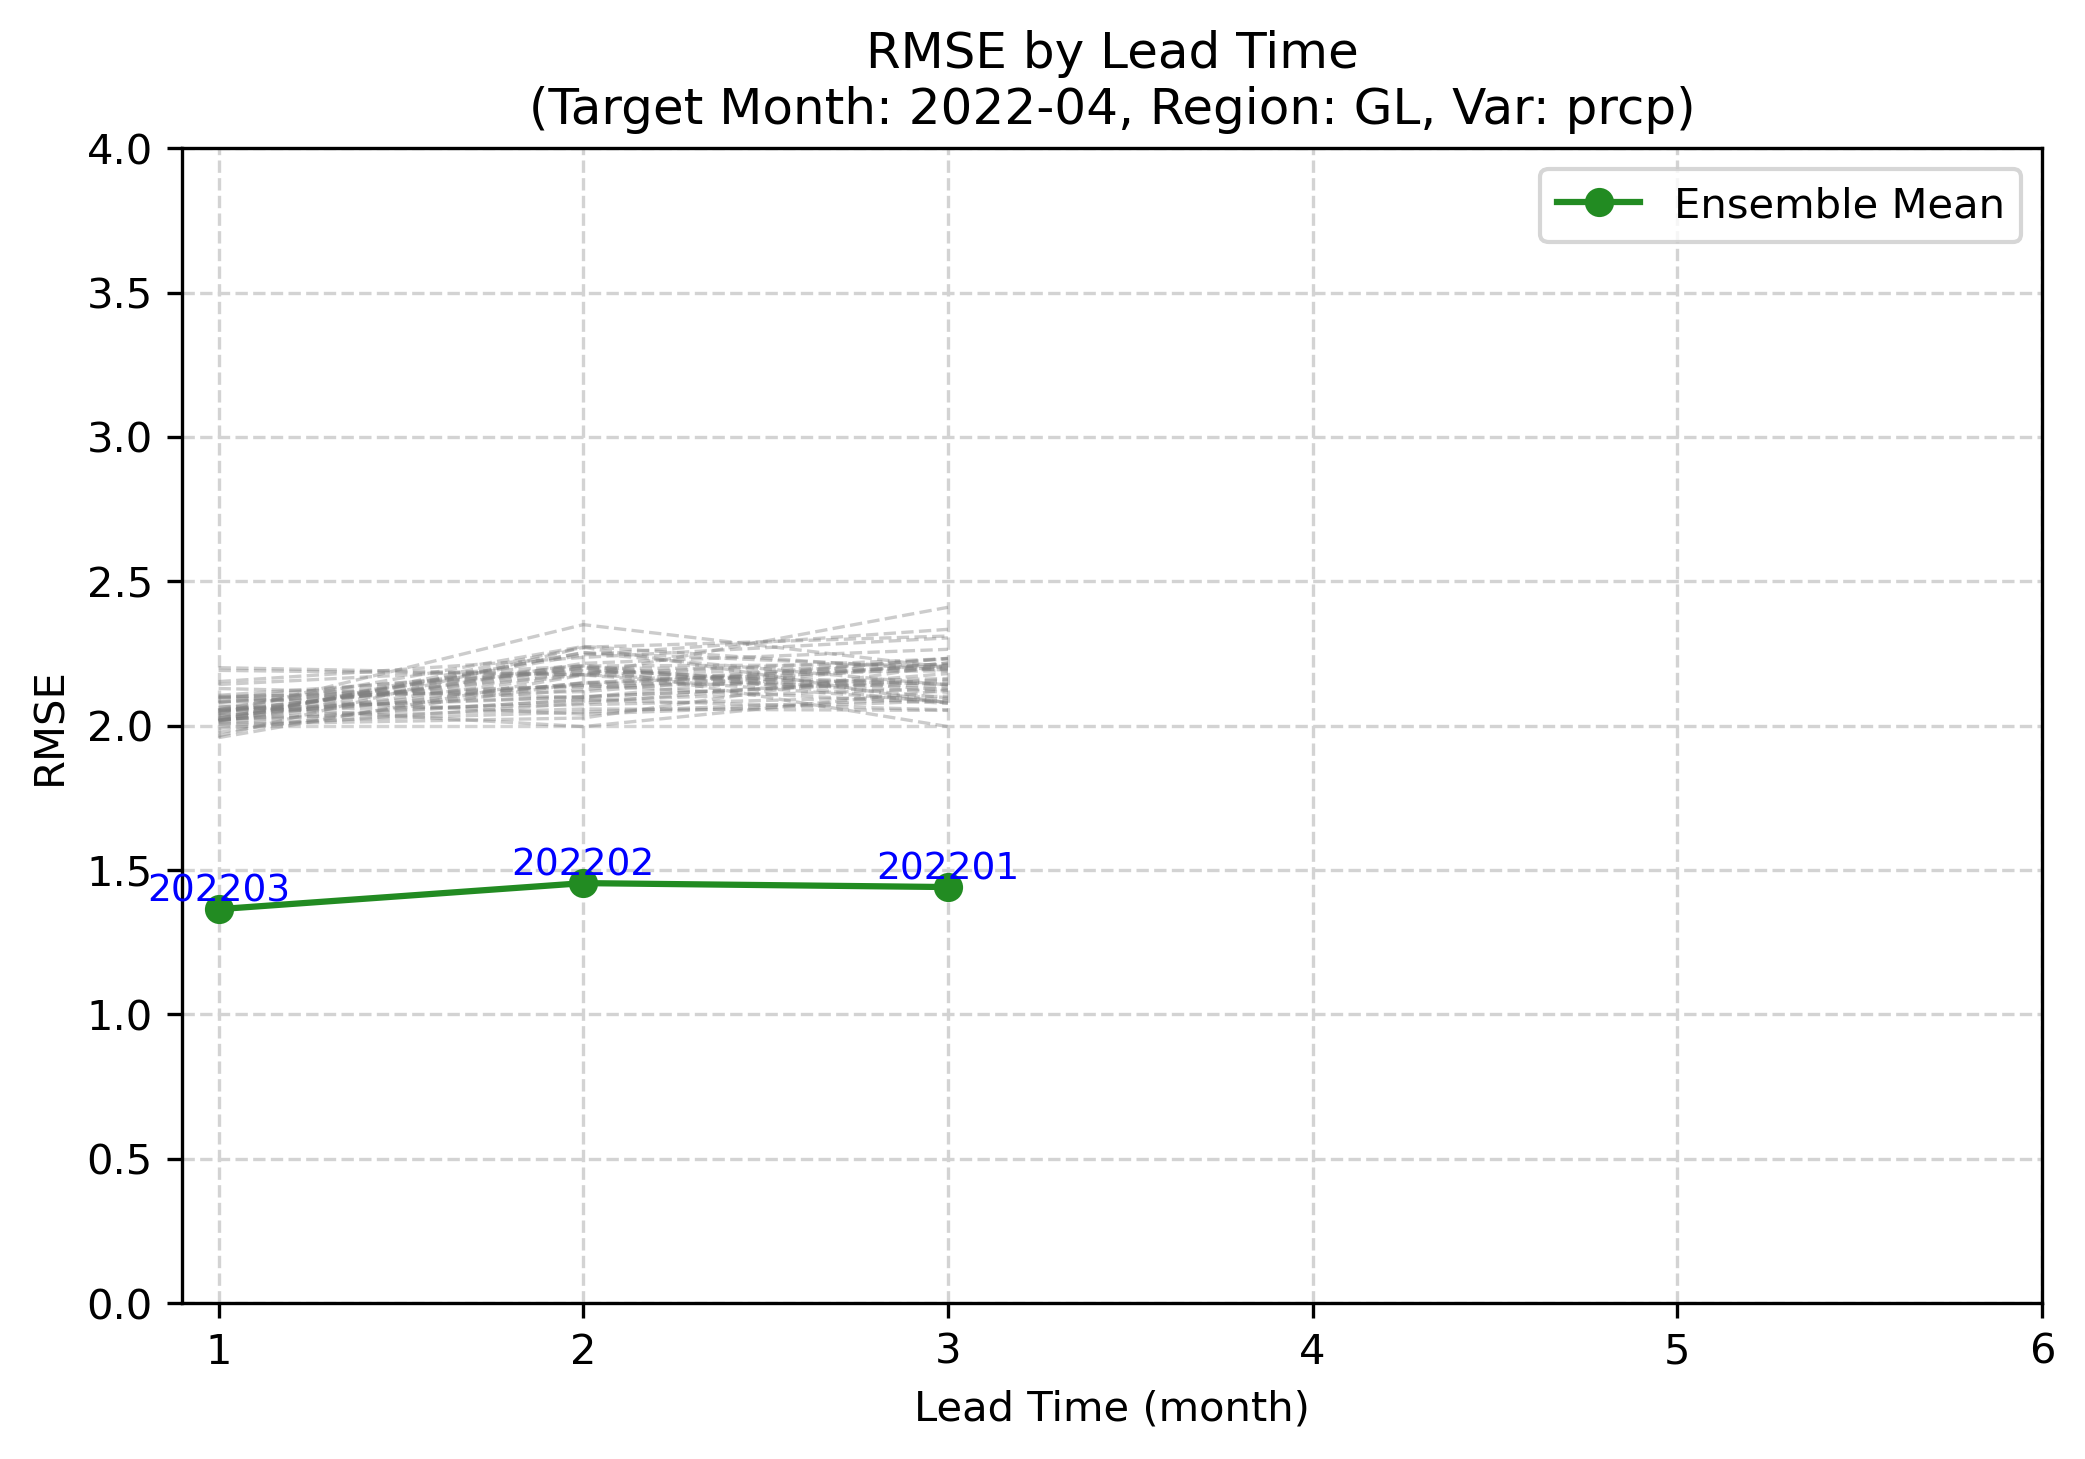 RMSE by Lead Time
(Target Month: 2022-04, Region: GL, Var: prcp)
4.0
3.5
3.0
2.5
2.0
1.5
1.0
0.5
0.0
RMSE
Ensemble Mean
202203
202202
202201
1 2 3 4 5 6
Lead Time (month)